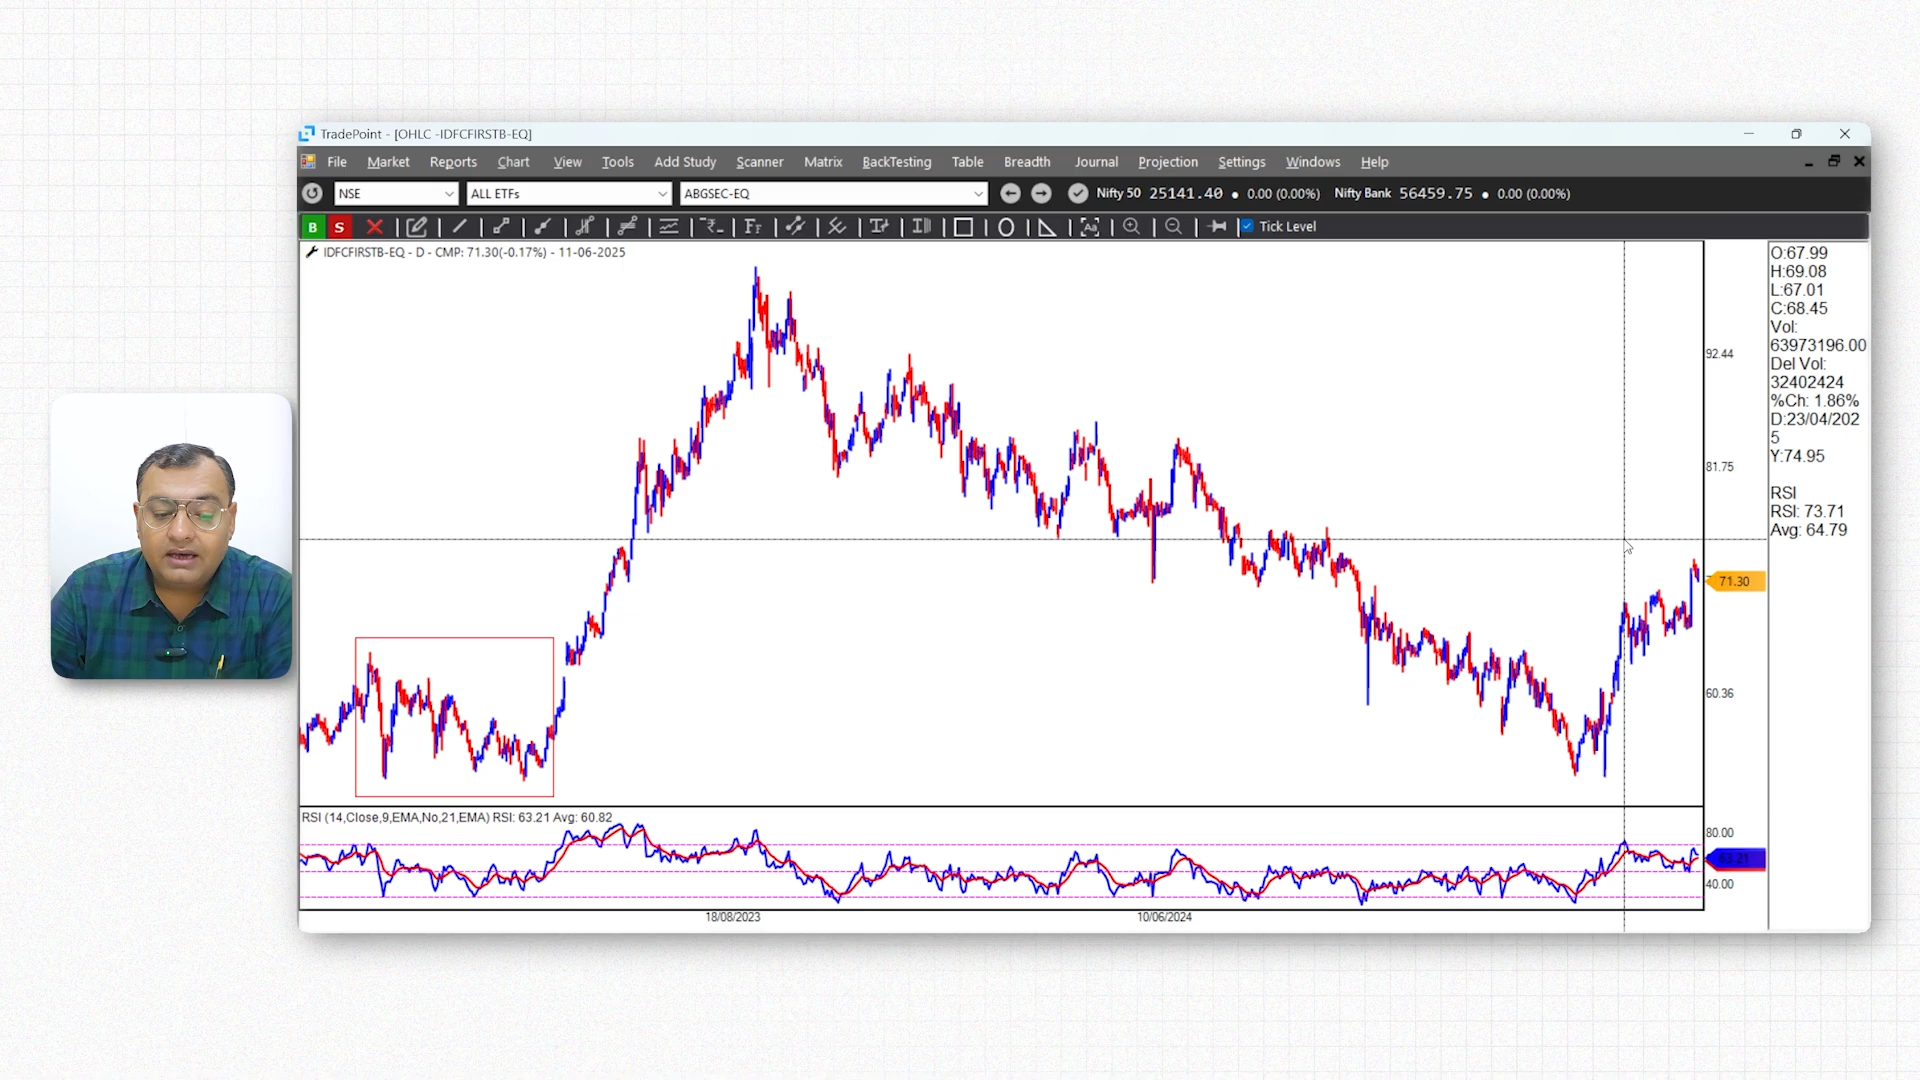 TradePoint - [OHLC -IDFCFIRSTB-EQ]
File Market Reports Chart View Tools Add Study Scanner Matrix BackTesting Table Breadth Journal Projection Settings Windows Help
NSE ALL ETFs ABGSEC-EQ Nifty 50 25141.40 • 0.00 (0.00%) Nifty Bank 56459.75 • 0.00 (0.00%)
B S Tick Level
IDFCFIRSTB-EQ - D - CMP: 71.30(-0.17%) - 11-06-2025
92.44
81.75
71.30
60.36
O:67.99
H:69.08
L:67.01
C:68.45
Vol:
63973196.00
Del Vol:
32402424
%Ch: 1.86%
D:23/04/202
5
Y:74.95
RSI
RSI: 73.71
Avg: 64.79
RSI (14,Close,9,EMA,No,21,EMA) RSI: 63.21 Avg: 60.82
80.00
63.21
40.00
18/08/2023 10/06/2024